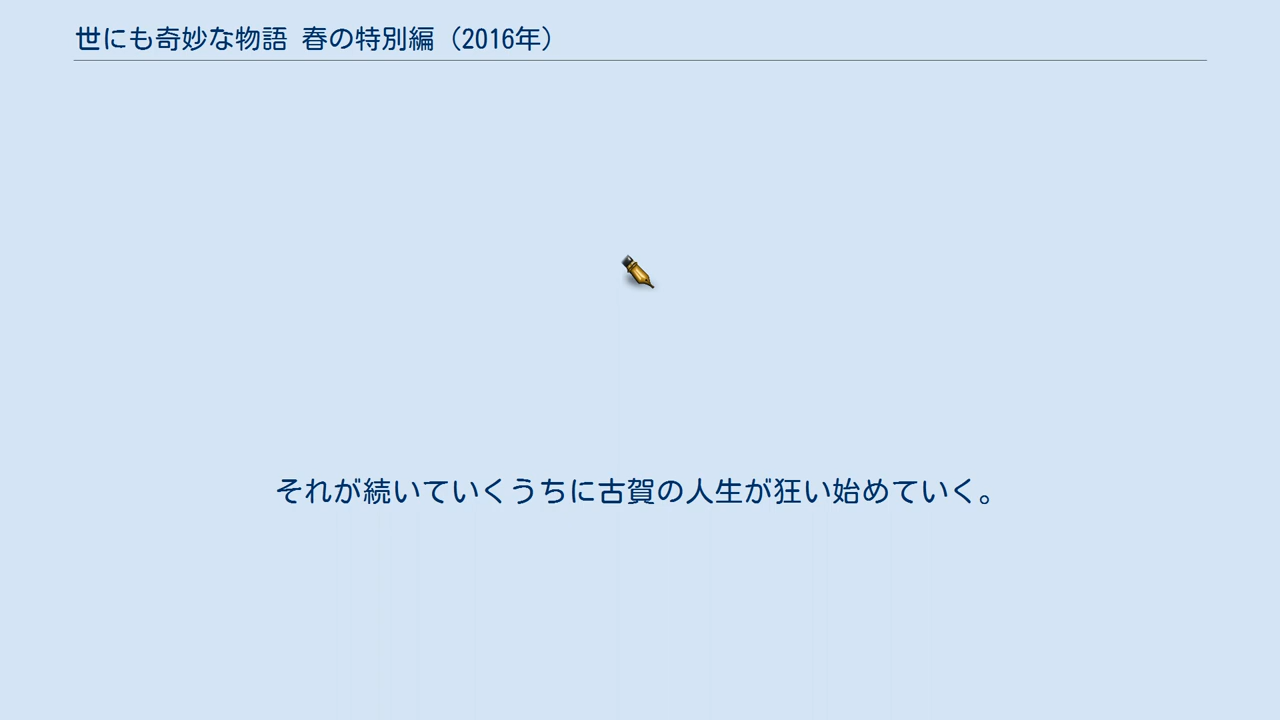 世にも奇妙な物語 春の特別編（2016年）
それが続いていくうちに古賀の人生が狂い始めていく。